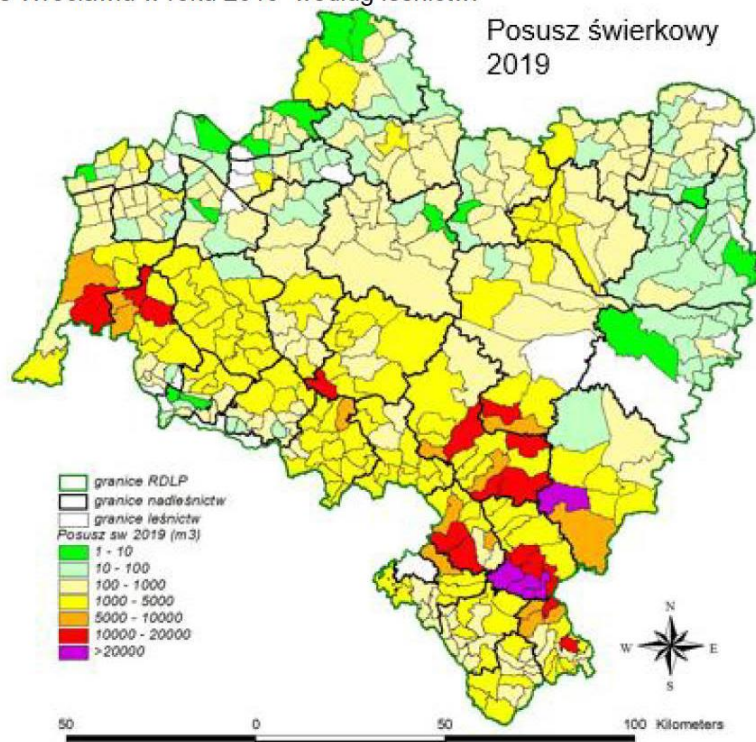 Posusz świerkowy
2019
granice RDLP
granice nadleśnictw
granice leśnictw
Posusz sw 2019 (m3)
1 - 10
10 - 100
100 - 1000
1000 - 5000
5000 - 10000
10000 - 20000
>20000
N
W E
S
50 0 50 100 Kilometers